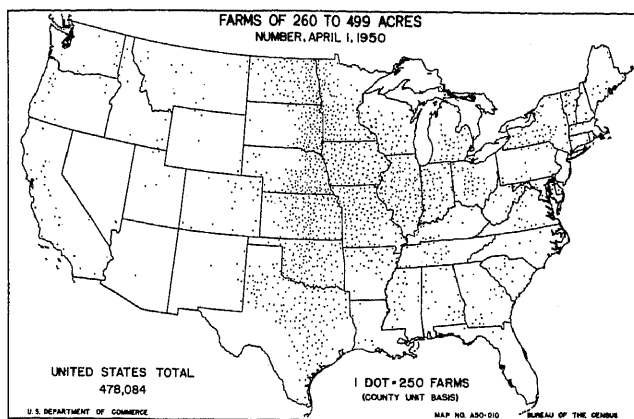 FARMS OF 260 TO 499 ACRES
NUMBER, APRIL 1, 1950
UNITED STATES TOTAL
478,084
1 DOT = 250 FARMS
(COUNTY UNIT BASIS)
U. S. DEPARTMENT OF COMMERCE
MAP NO. A50-010 BUREAU OF THE CENSUS